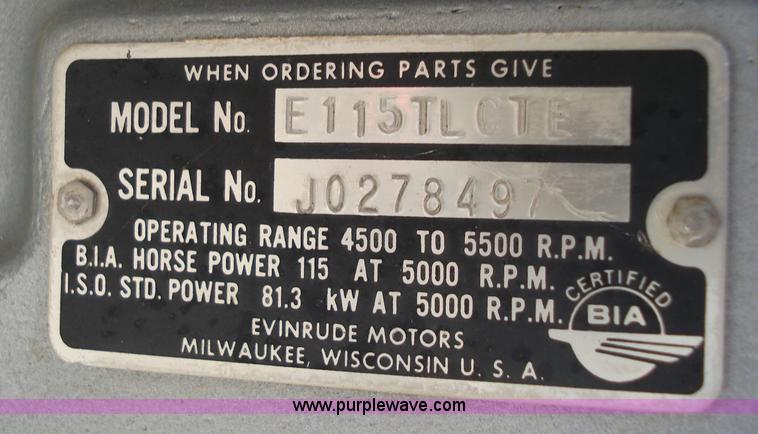 WHEN ORDERING PARTS GIVE
MODEL No. E115TLCTE
SERIAL No. J0278497
OPERATING RANGE 4500 TO 5500 R.P.M.
B.I.A. HORSE POWER 115 AT 5000 R.P.M.
I.S.O. STD. POWER 81.3 kW AT 5000 R.P.M.
CERTIFIED
BIA
EVINRUDE MOTORS
MILWAUKEE, WISCONSIN U. S. A.
www.purplewave.com